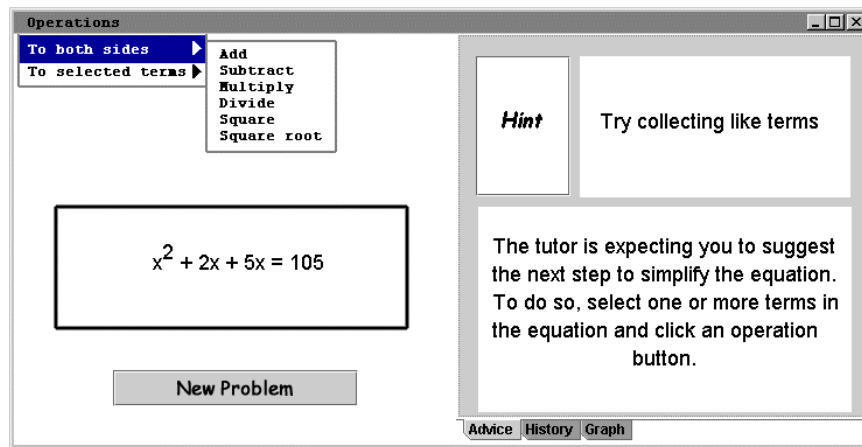 Operations
To both sides
To selected terms
Add
Subtract
Multiply
Divide
Square
Square root
Hint
Try collecting like terms
x² + 2x + 5x = 105
The tutor is expecting you to suggest
the next step to simplify the equation.
To do so, select one or more terms in
the equation and click an operation
button.
New Problem
Advice History Graph